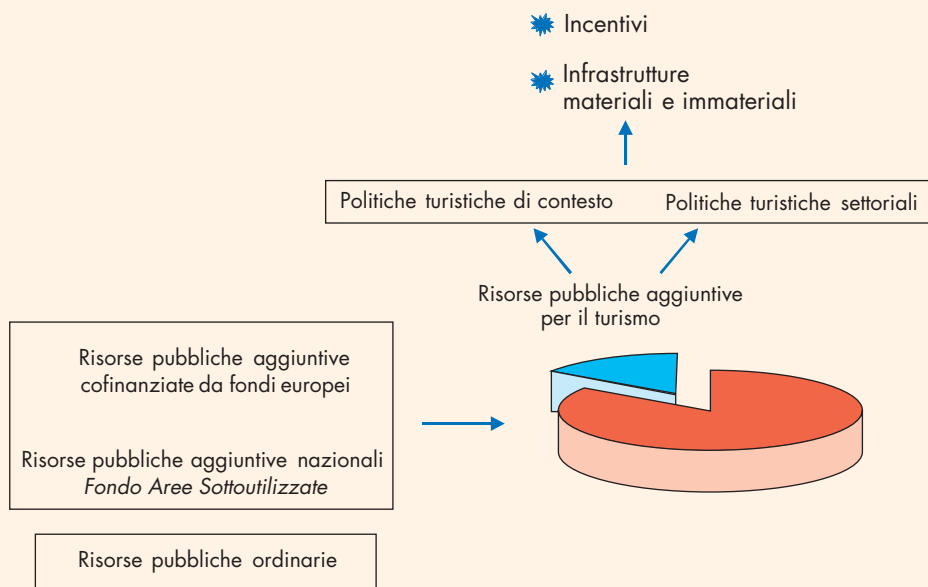 Incentivi
Infrastrutture
materiali e immateriali
Politiche turistiche di contesto
Politiche turistiche settoriali
Risorse pubbliche aggiuntive
per il turismo
Risorse pubbliche aggiuntive
cofinanziate da fondi europei
Risorse pubbliche aggiuntive nazionali
Fondo Aree Sottoutilizzate
Risorse pubbliche ordinarie